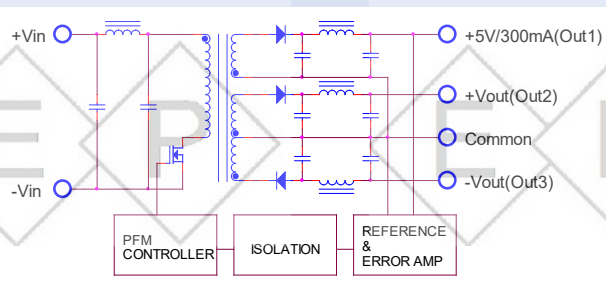 +Vin
+5V/300mA(Out1)
+Vout(Out2)
Common
-Vout(Out3)
-Vin
PFM
CONTROLLER
ISOLATION
REFERENCE
&
ERROR AMP
E P E